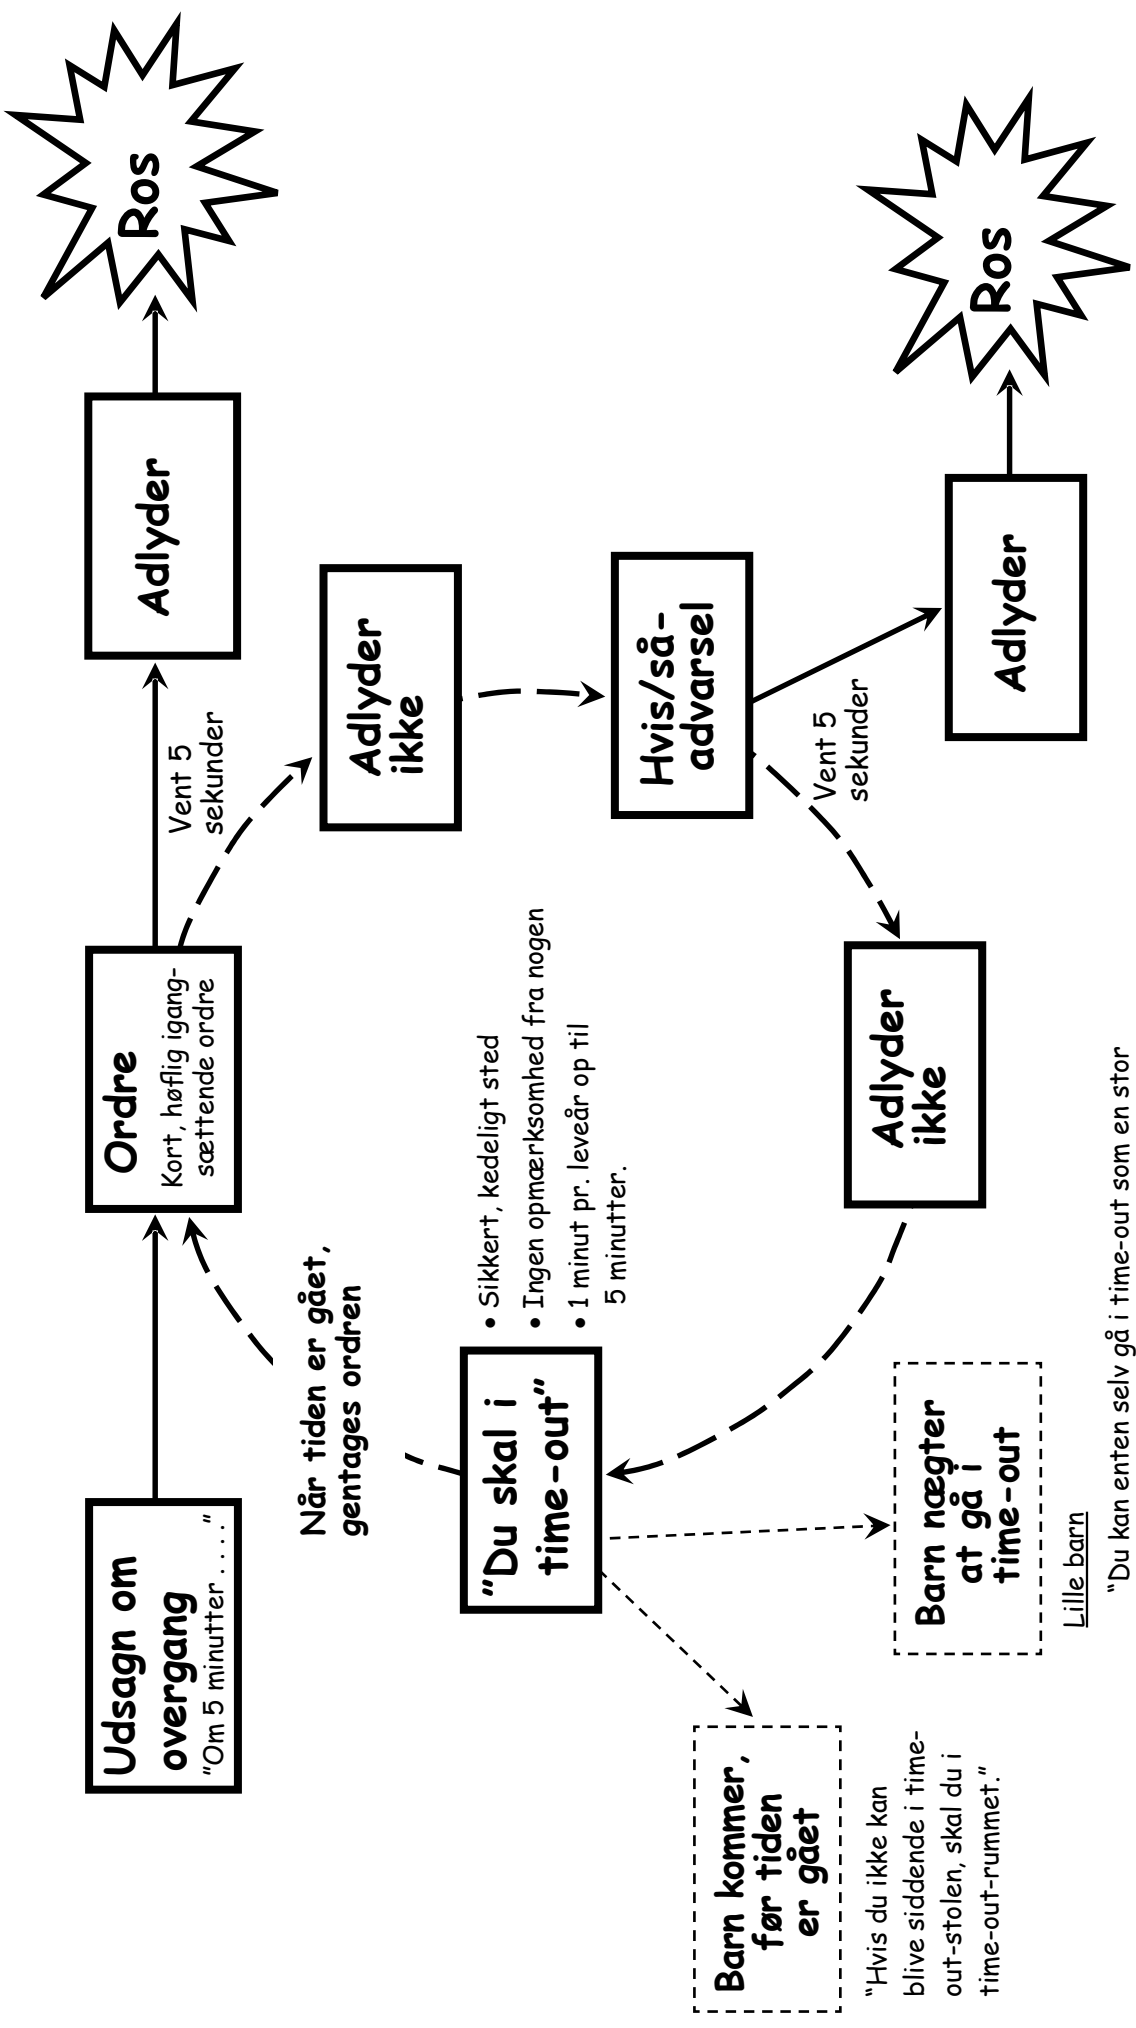 Udsagn om
overgang
"Om 5 minutter . . . ."
Ordre
Kort, høflig igang-
sættende ordre
Vent 5
sekunder
Adlyder
Ros
Adlyder
ikke
Hvis/så-
advarsel
Vent 5
sekunder
Adlyder
Ros
Adlyder
ikke
Når tiden er gået,
gentages ordren
"Du skal i
time-out"
• Sikkert, kedeligt sted
• Ingen opmærksomhed fra nogen
• 1 minut pr. leveår op til
5 minutter.
Barn kommer,
før tiden
er gået
"Hvis du ikke kan
blive siddende i time-
out-stolen, skal du i
time-out-rummet."
Barn nægter
at gå i
time-out
Lille barn
"Du kan enten selv gå i time-out som en stor